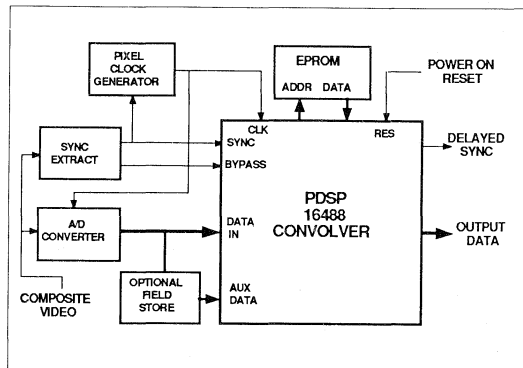 PIXEL
CLOCK
GENERATOR
EPROM
ADDR DATA
POWER ON
RESET
CLK
RES
SYNC
EXTRACT
SYNC
BYPASS
DELAYED
SYNC
PDSP
16488
CONVOLVER
A/D
CONVERTER
DATA
IN
OUTPUT
DATA
OPTIONAL
FIELD
STORE
AUX
DATA
COMPOSITE
VIDEO